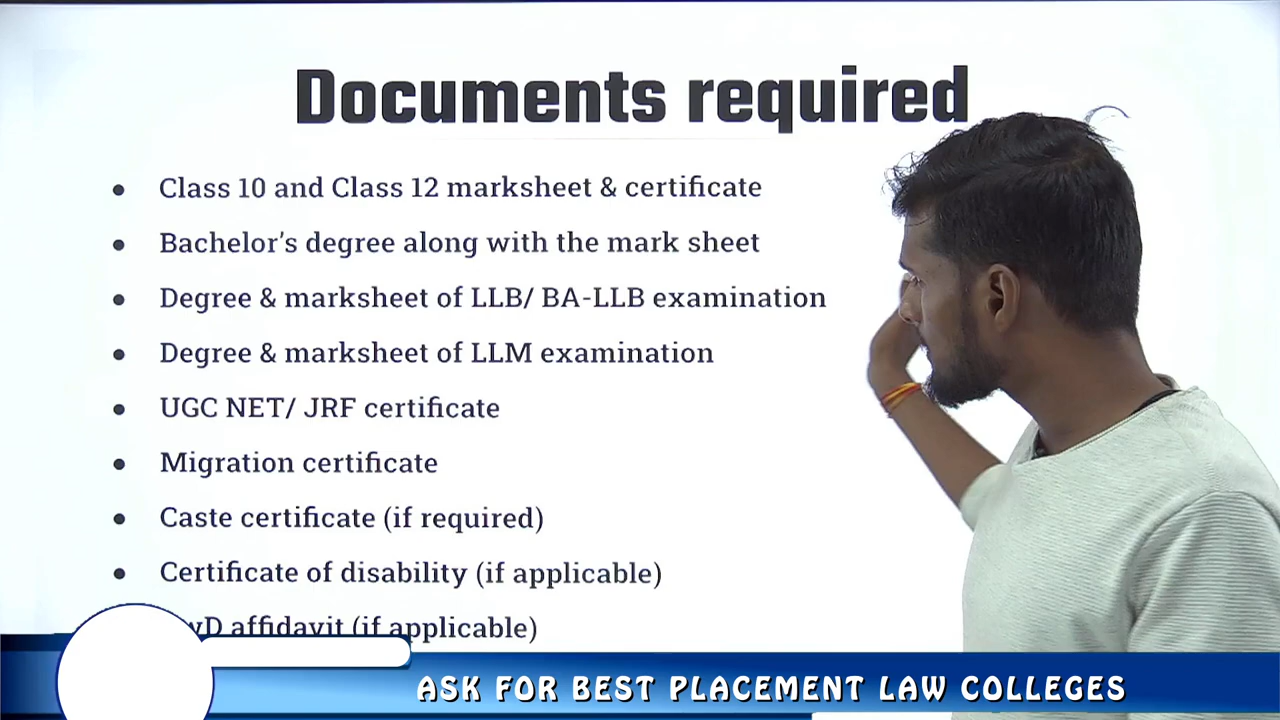 Documents required
• Class 10 and Class 12 marksheet & certificate
• Bachelor's degree along with the mark sheet
• Degree & marksheet of LLB/ BA-LLB examination
• Degree & marksheet of LLM examination
• UGC NET/ JRF certificate
• Migration certificate
• Caste certificate (if required)
• Certificate of disability (if applicable)
affidavit (if applicable)
ASK FOR BEST PLACEMENT LAW COLLEGES